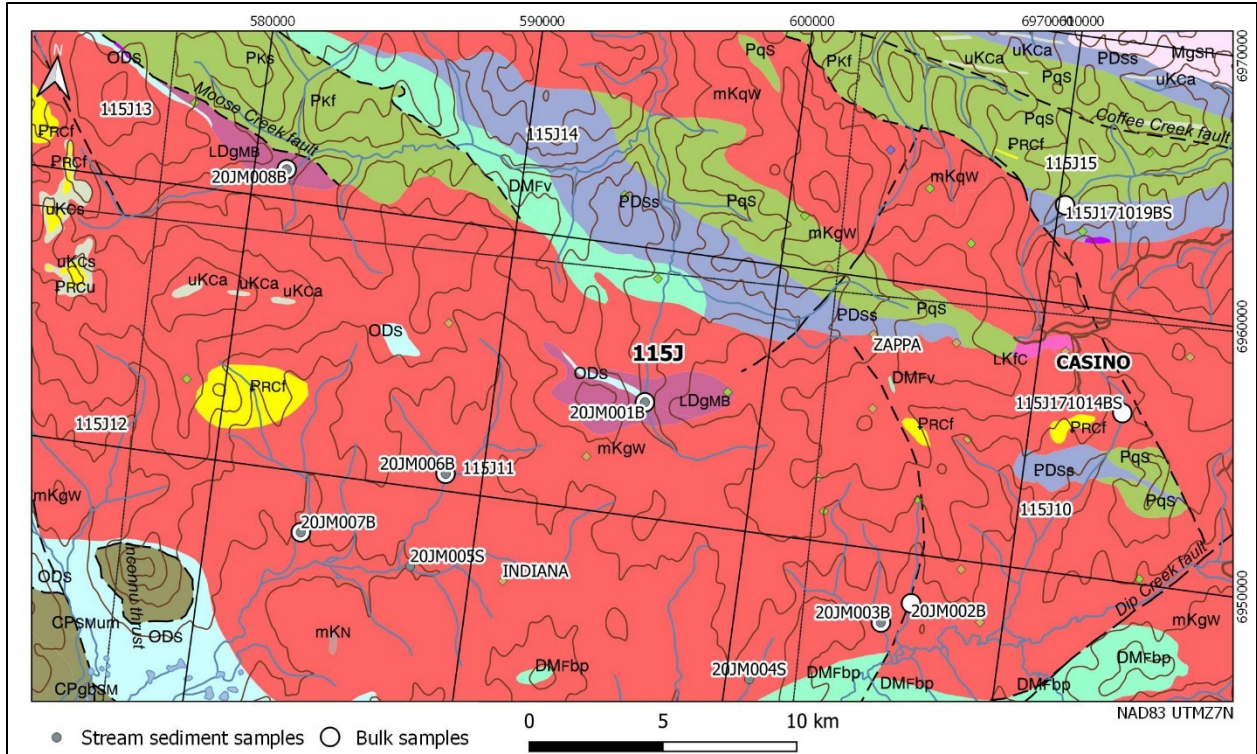 580000
590000
600000
6970000
610000
N
ODs
PKs
PKf
PqS
PKf
uKCa
uKCa
PDss
MgSR
6970000
115J13
Moose Creek fault
mKqW
PqS
uKCa
PRCf
115J14
PqS
Coffee Creek fault
LDgMB
PRCf
115J15
PRCf
20JM008B
DMFv
mKqW
uKCs
PDSS
PqS
115J171019BS
mKgW
uKCs
PRCu
uKCa
uKCa
uKCa
PDss
PqS
6960000
ODs
115J
ZAPPA
LKfC
CASINO
ODs
PRCf
DMFv
LDgMB
20JM001B
115J171014BS
115J12
PRCf
PRCf
mKgW
20JM006B
115J11
PDss
PqS
mKgW
PqS
115J10
20JM007B
20JM005S
INDIANA
ODs
inconnu thrust
Dip Creek fault
6950000
CPSMum
ODs
20JM003B
20JM002B
mKgW
mKN
DMFbp
20JM004S
DMFbp
DMFbp
DMFbp
DMFbp
CPgbSM
NAD83 UTMZ7N
Stream sediment samples
Bulk samples
0 5 10 km